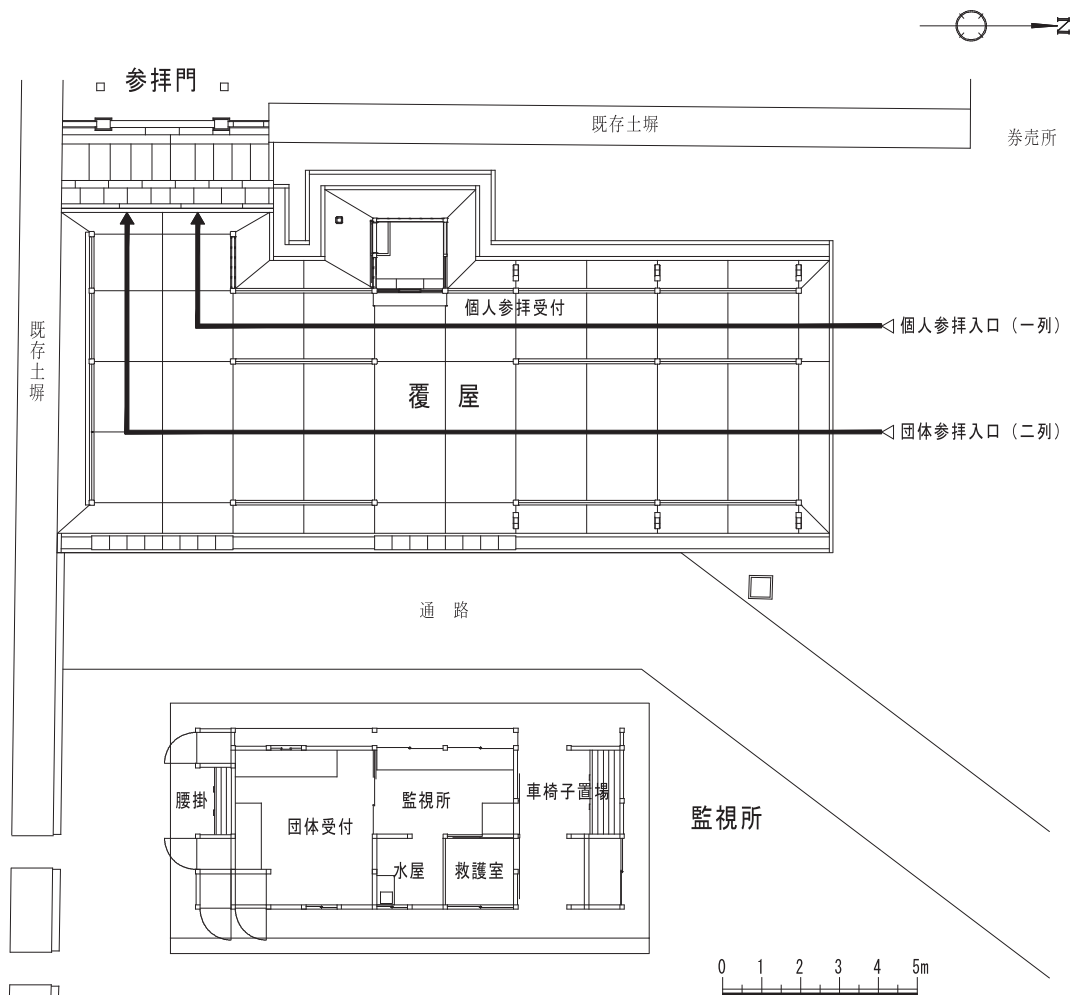 N
参拝門
既存土塀
券売所
個人参拝受付
個人参拝入口（一列）
既存土塀
覆 屋
団体参拝入口（二列）
通 路
腰掛
団体受付
監視所
車椅子置場
監視所
水屋
救護室
0 1 2 3 4 5m